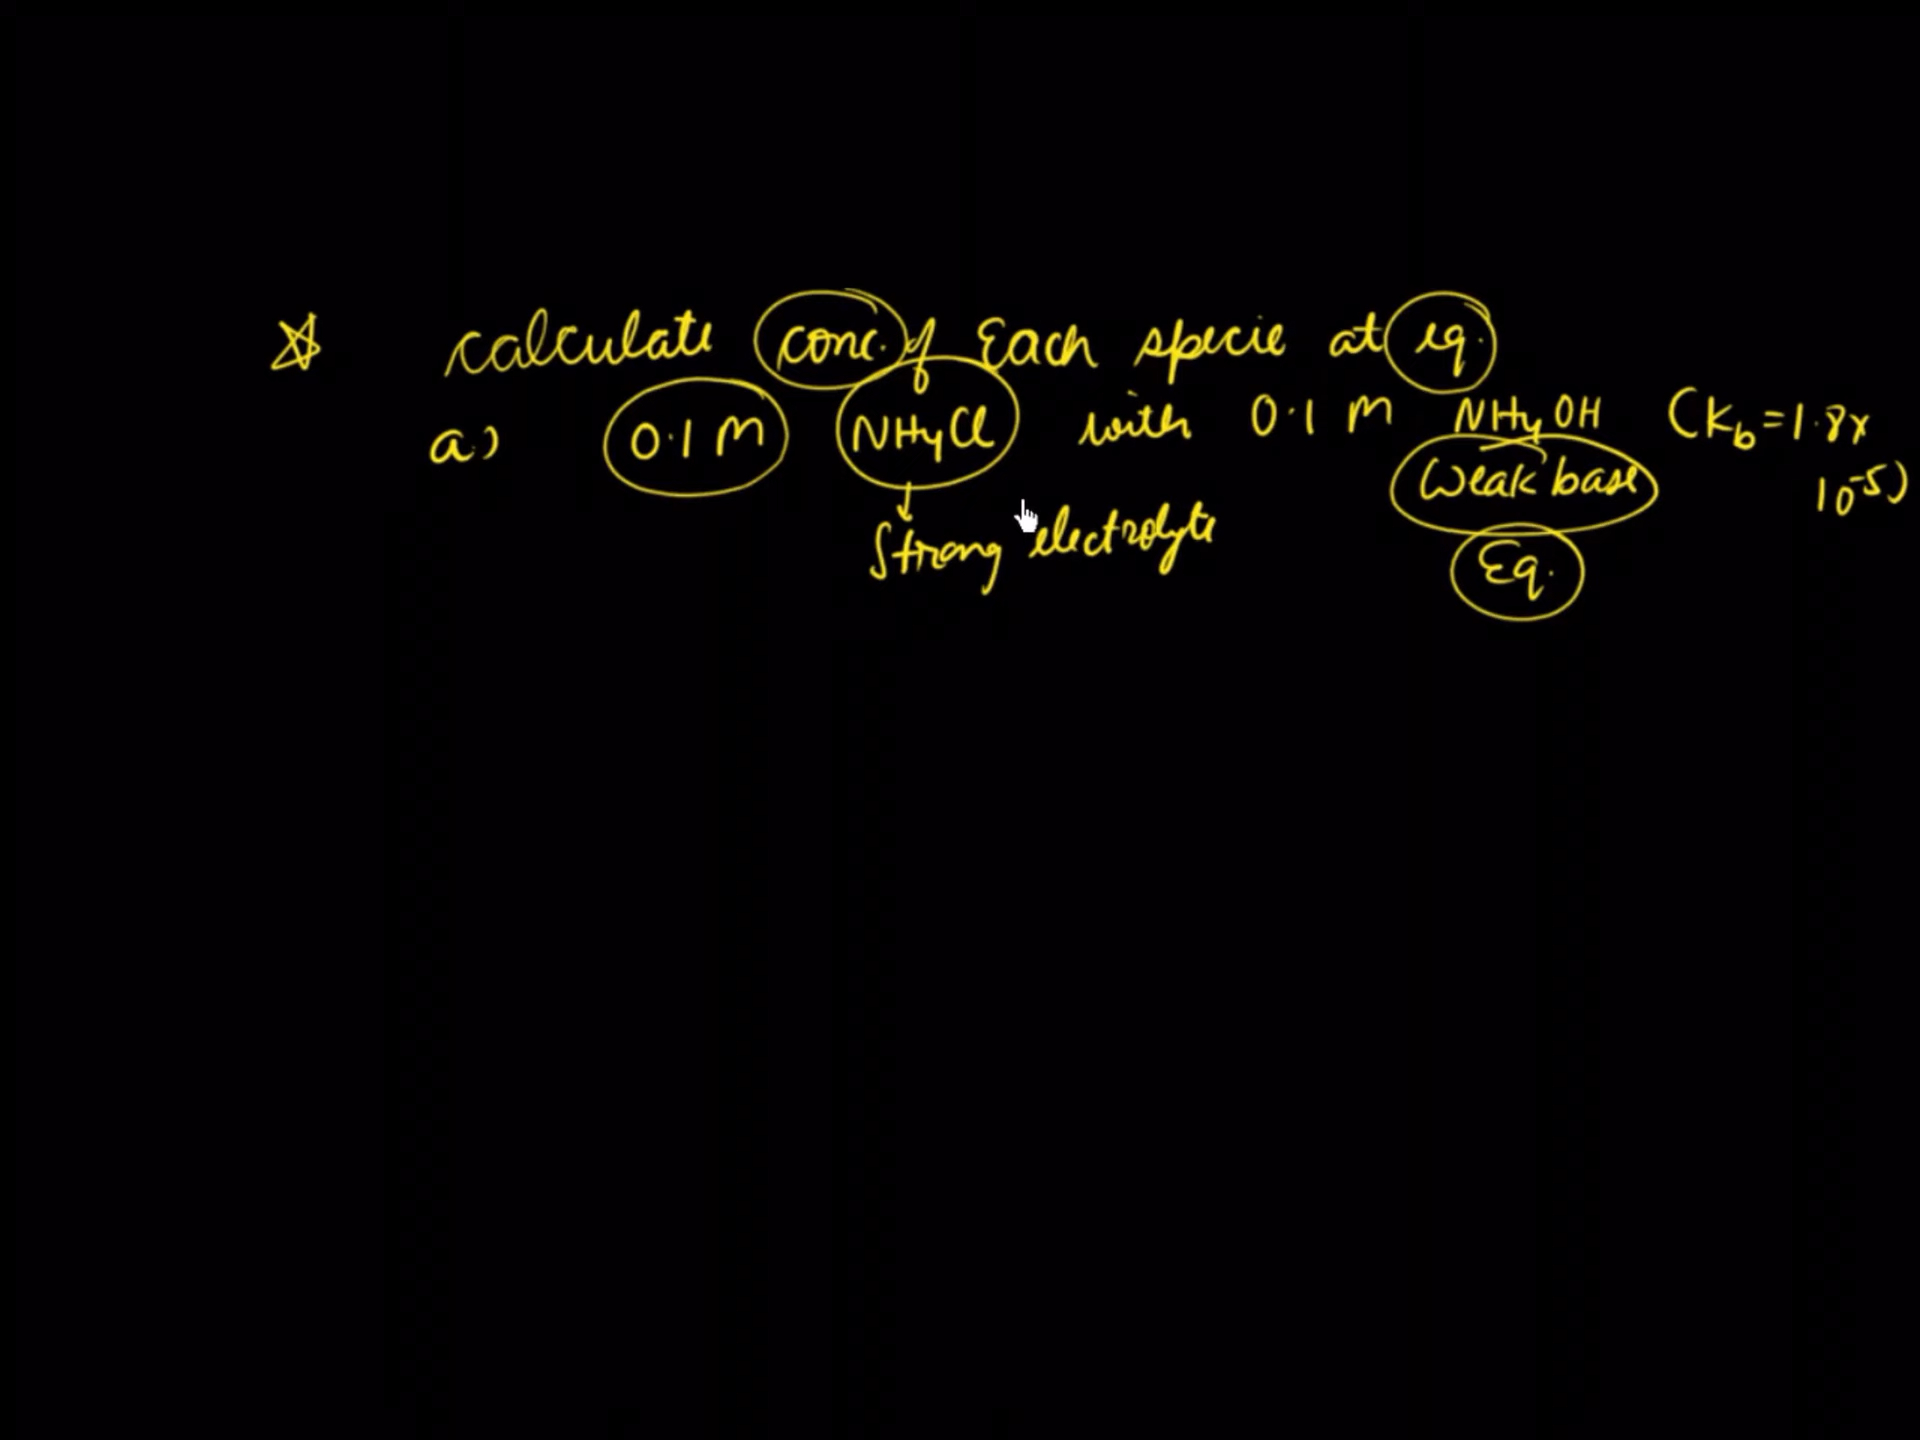 calculate conc. of Each specie at eq.
a.) 0.1 M NH4Cl with 0.1 M NH4OH (Kb = 1.8x
10-5)
Weak base
Strong electrolyte
Eq.